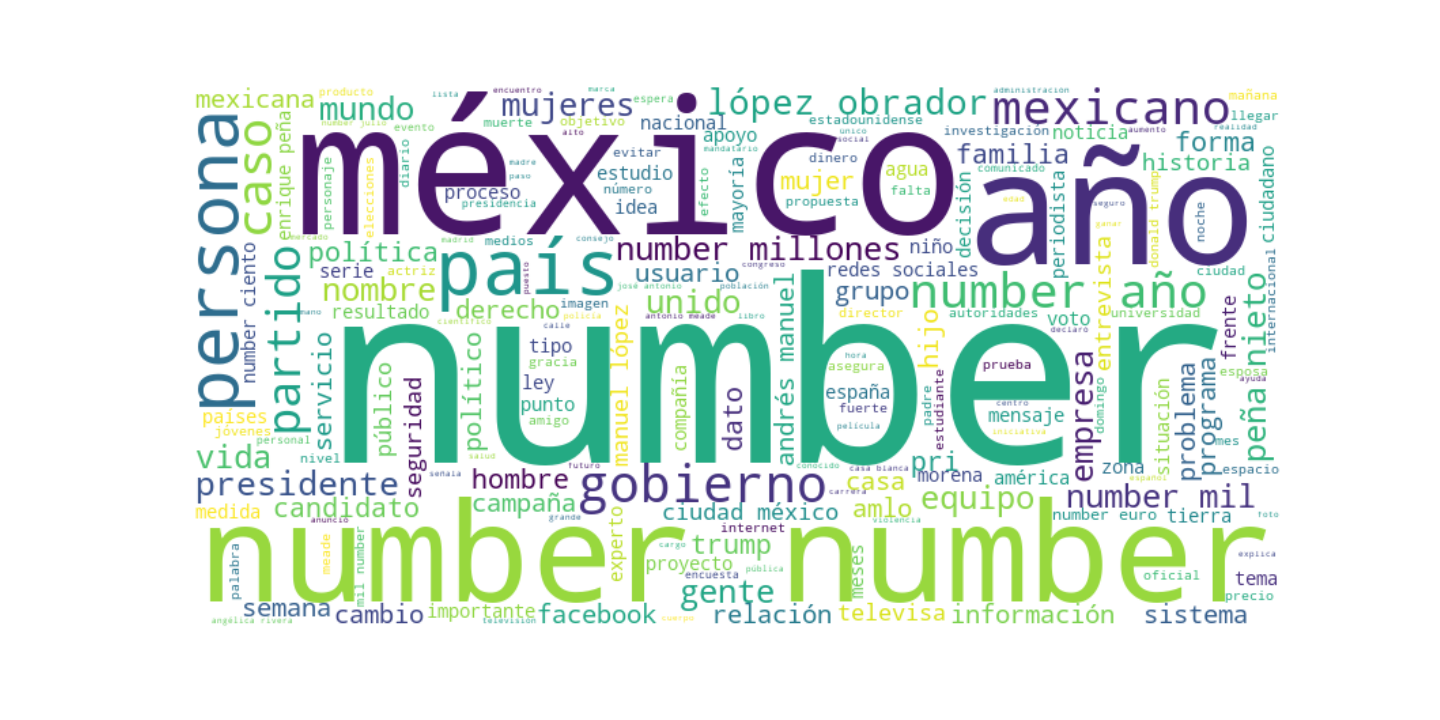 méxico
number
number number
año
persona
país
gobierno
number año
mexicano
partido
caso
peña nieto
presidente
empresa
lópez obrador
mujeres
mundo
mexicana
number millones
number mil
nombre
política
unido
vida
candidato
equipo
hombre
campaña
trump
gente
familia
forma
historia
hijo
pri
casa
amlo
ciudad méxico
dato
andrés manuel
manuel lópez
servicio
político
público
seguridad
derecho
usuario
grupo
mujer
agua
idea
estudio
proceso
nacional
apoyo
mayoría
periodista
decisión
entrevista
frente
problema
programa
situación
ciudadano
internacional
noticia
investigación
estadounidense
administración
mañana
llegar
realidad
aumento
comunicado
edad
seguro
ganar
noche
donald trump
producto
encuentro
marca
lista
espera
number julio
evento
diario
muerte
objetivo
alto
único
social
mandatario
evitar
dinero
falta
propuesta
número
efecto
madre
paso
presidencia
personaje
elecciones
enrique peña
mercado
madrid
medios
consejo
niño
redes sociales
ciudad
serie
actriz
puesto
congreso
josé antonio
población
number ciento
resultado
mano
imagen
científico
policía
antonio meade
libro
director
autoridades
voto
universidad
declaró
calle
tipo
gracia
ley
punto
amigo
compañía
hora
asegura
españa
fuerte
película
prueba
mensaje
centro
iniciativa
padre
estudiante
domingo
esposa
ayuda
países
jóvenes
personal
nivel
salud
señala
futuro
conocido
casa blanca
carrera
morena
américa
zona
español
mes
espacio
medida
anuncio
grande
experto
internet
violencia
number euro
tierra
foto
palabra
meade
mil number
cargo
proyecto
encuesta
pública
meses
oficial
explica
tema
precio
semana
cambio
importante
facebook
relación
televisa
información
sistema
angélica rivera
televisión
cuerpo